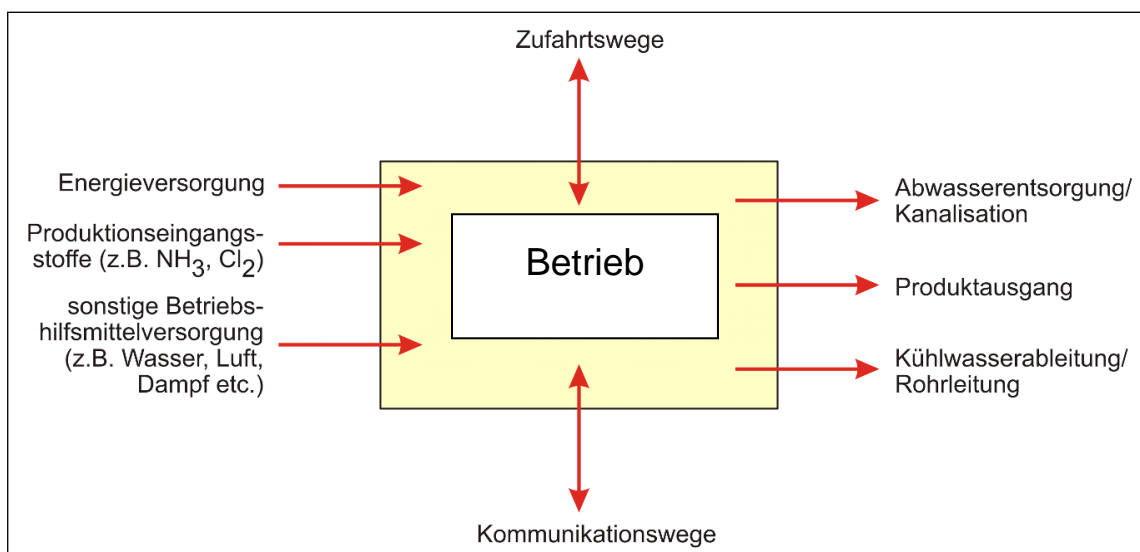 Zufahrtswege
Energieversorgung
Produktionseingangs-
stoffe (z.B. NH₃, Cl₂)
sonstige Betriebs-
hilfsmittelversorgung
(z.B. Wasser, Luft,
Dampf etc.)
Betrieb
Abwasserentsorgung/
Kanalisation
Produktausgang
Kühlwasserableitung/
Rohrleitung
Kommunikationswege